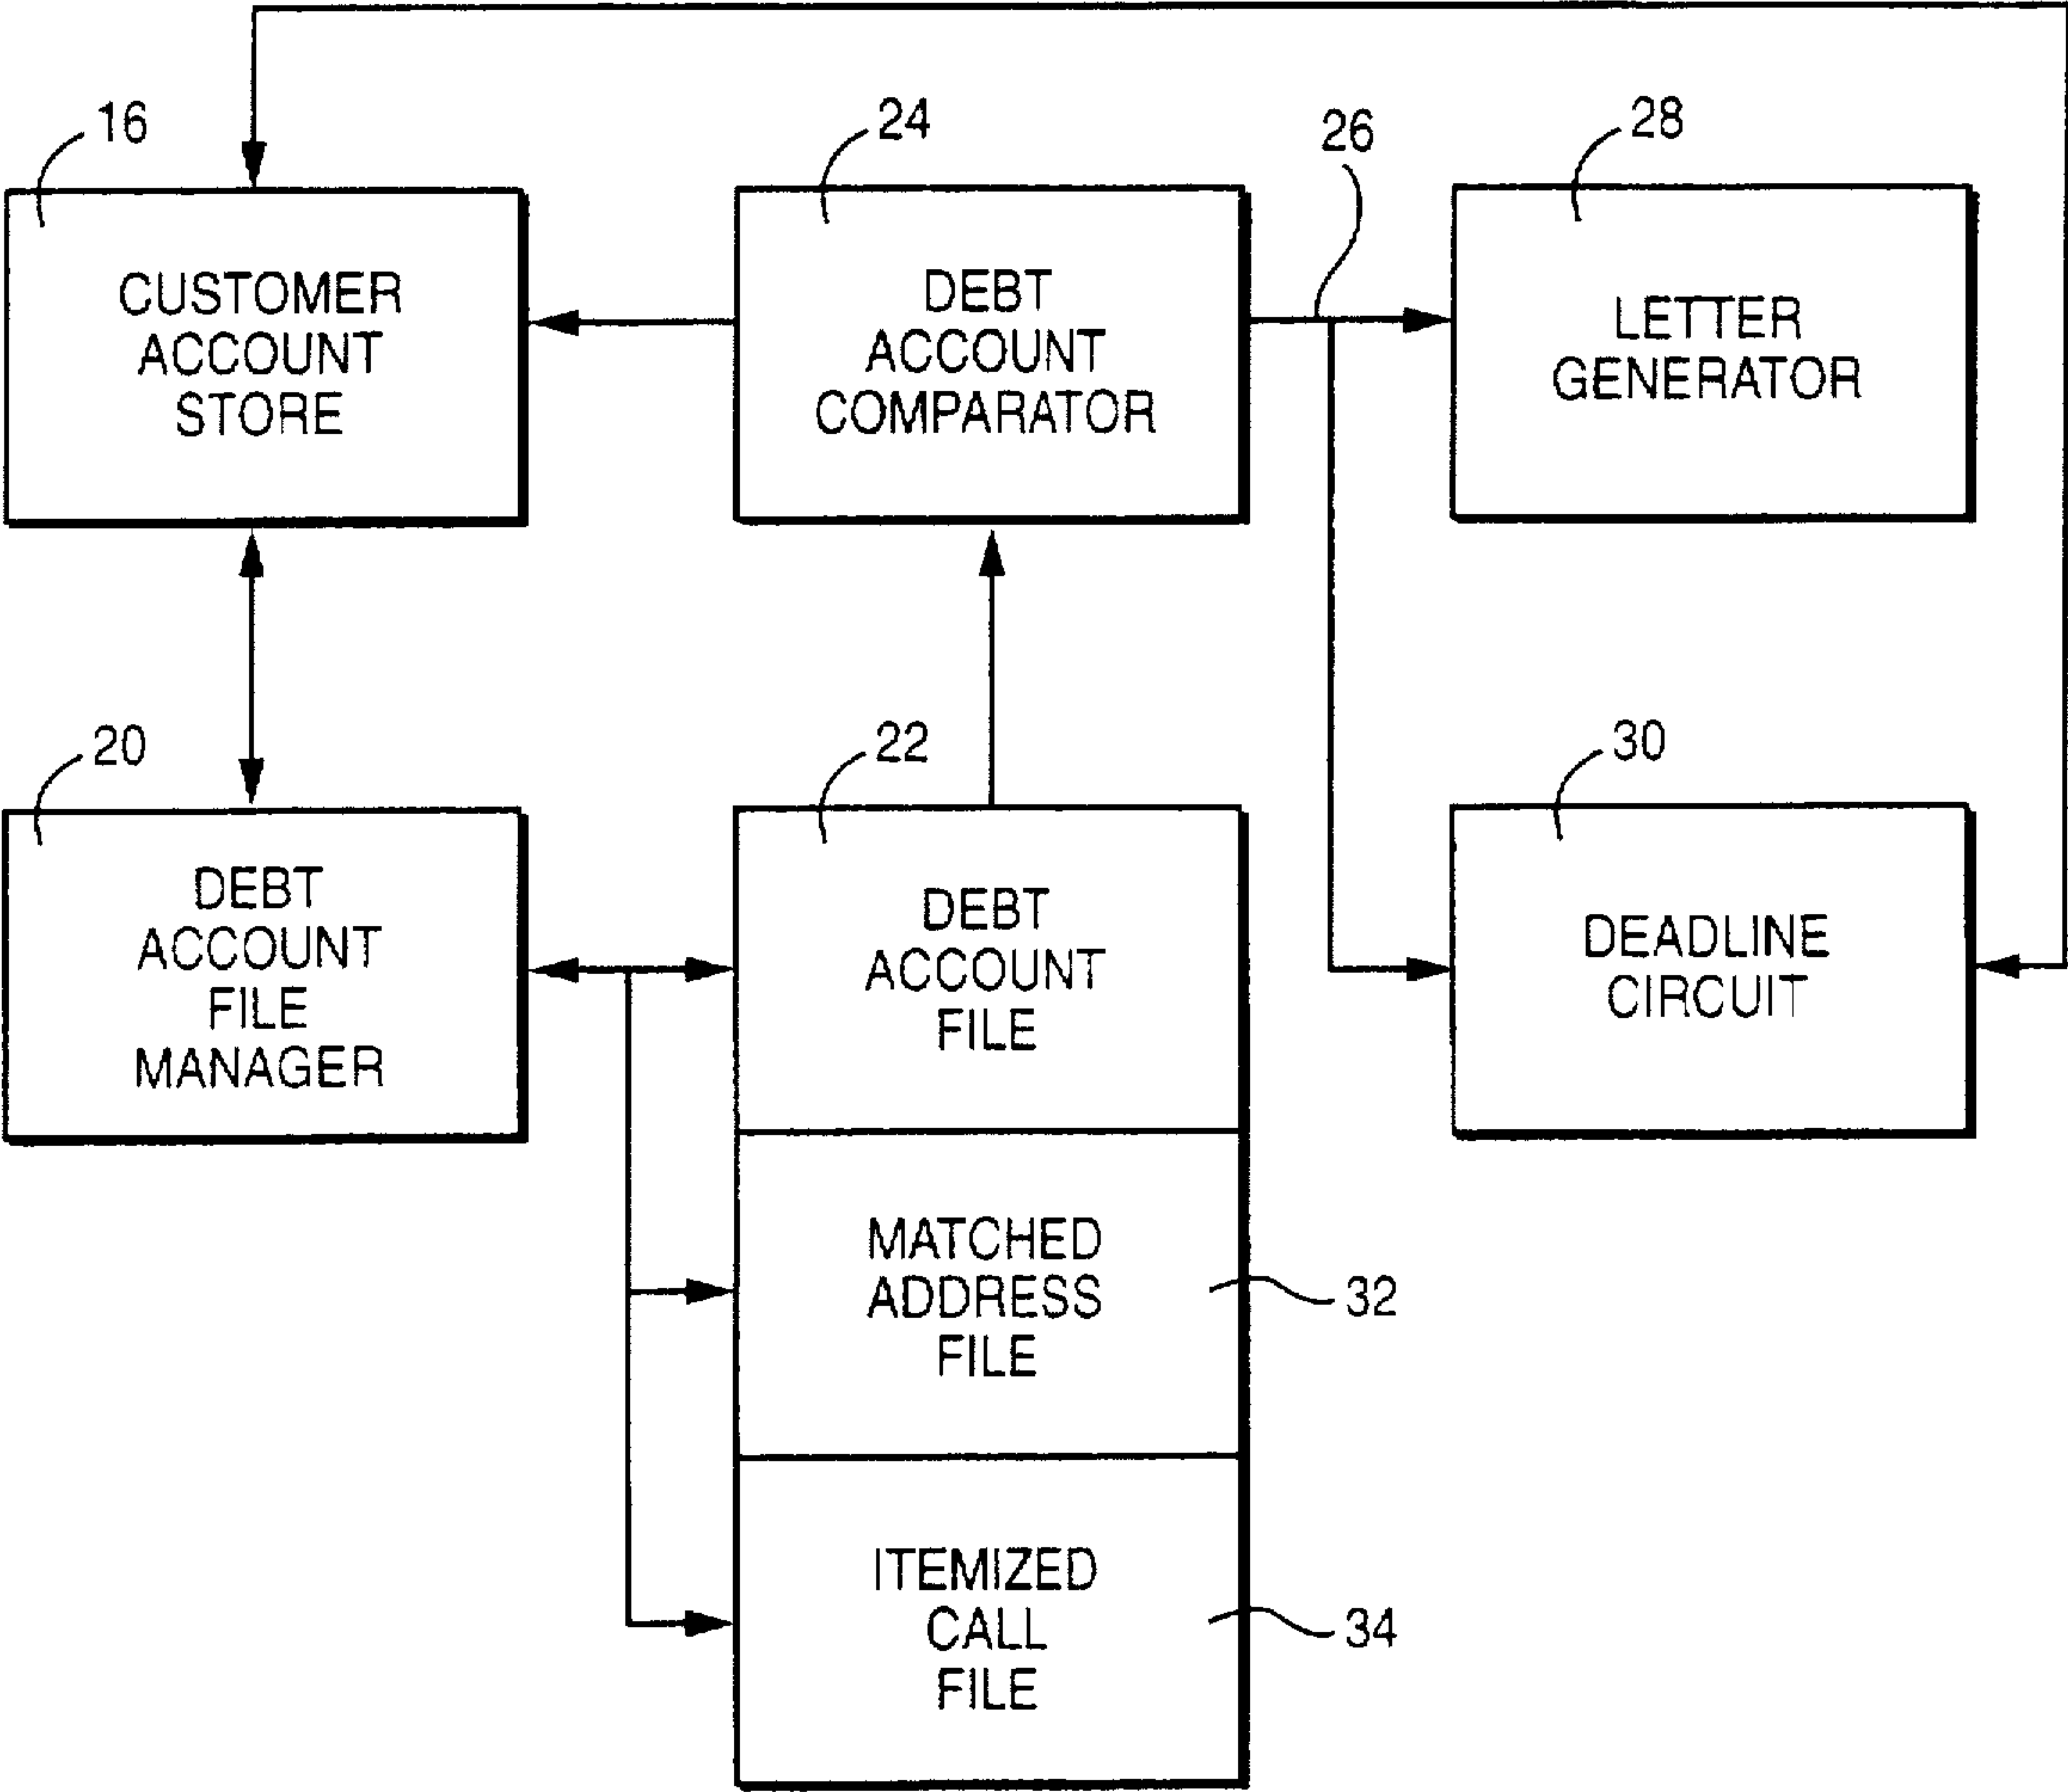 16
24
26
28
CUSTOMER
ACCOUNT
STORE
DEBT
ACCOUNT
COMPARATOR
LETTER
GENERATOR
20
22
30
DEBT
ACCOUNT
FILE
MANAGER
DEBT
ACCOUNT
FILE
DEADLINE
CIRCUIT
MATCHED
ADDRESS
FILE
32
ITEMIZED
CALL
FILE
34